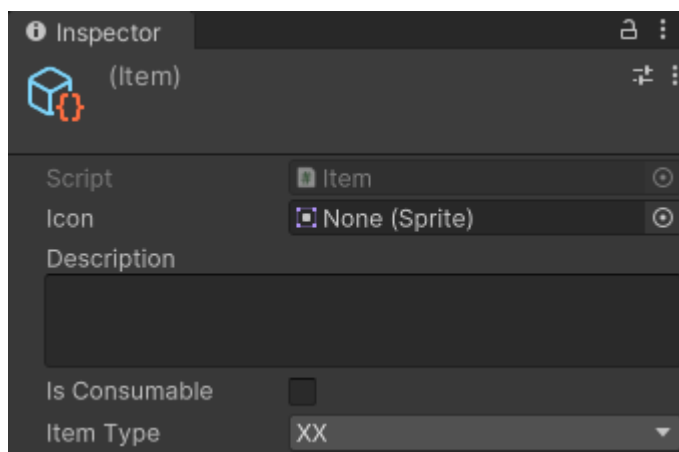 Inspector
(Item)
Script # Item
Icon None (Sprite)
Description
Is Consumable
Item Type XX